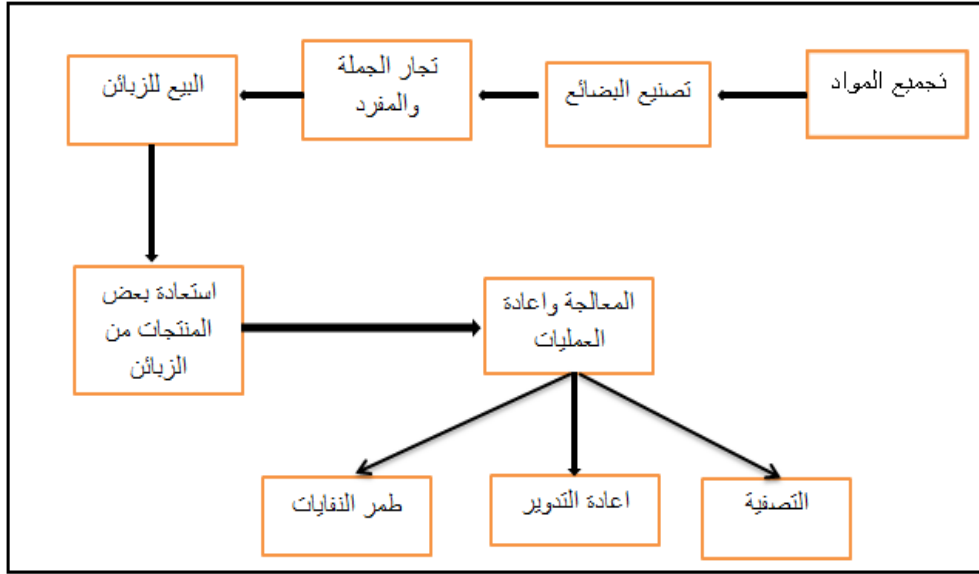 تجميع المواد
تصنيع البضائع
تجار الجملة
والمفرد
البيع للزبائن
استعادة بعض
المنتجات من
الزبائن
المعالجة واعادة
العمليات
التصفية
اعادة التدوير
طمر النفايات